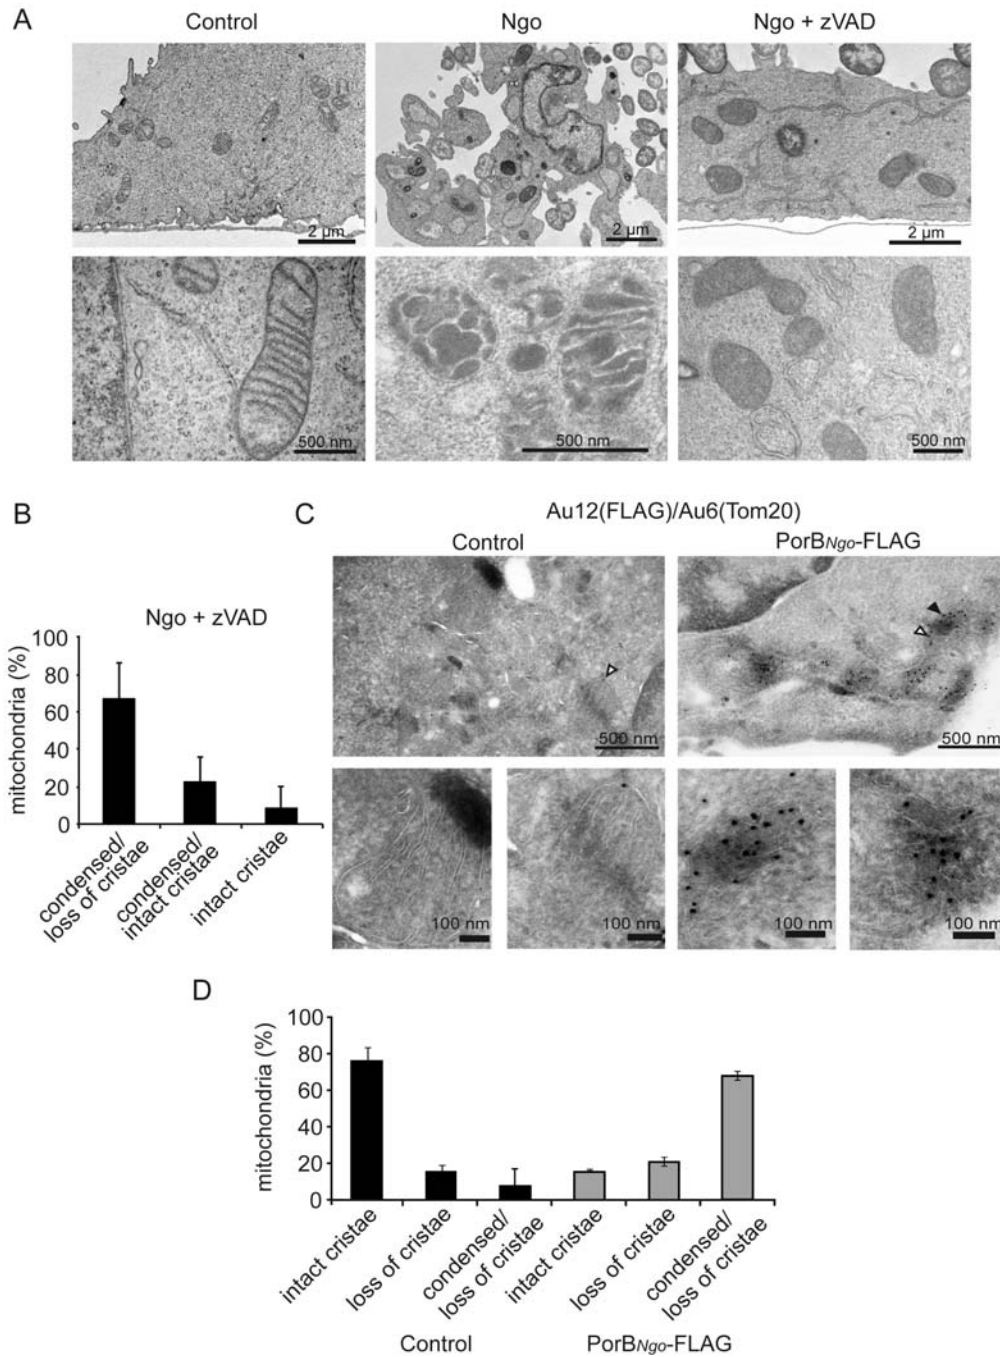 A
Control
Ngo
Ngo + zVAD
2 µm
2 µm
2 µm
500 nm
500 nm
500 nm
B
Ngo + zVAD
mitochondria (%)
100
80
60
40
20
0
condensed/
loss of cristae
condensed/
intact cristae
intact cristae
C
Au12(FLAG)/Au6(Tom20)
Control
PorBNgo-FLAG
500 nm
500 nm
100 nm
100 nm
100 nm
100 nm
D
mitochondria (%)
100
80
60
40
20
0
intact cristae
loss of cristae
condensed/
loss of cristae
intact cristae
loss of cristae
condensed/
loss of cristae
Control
PorBNgo-FLAG